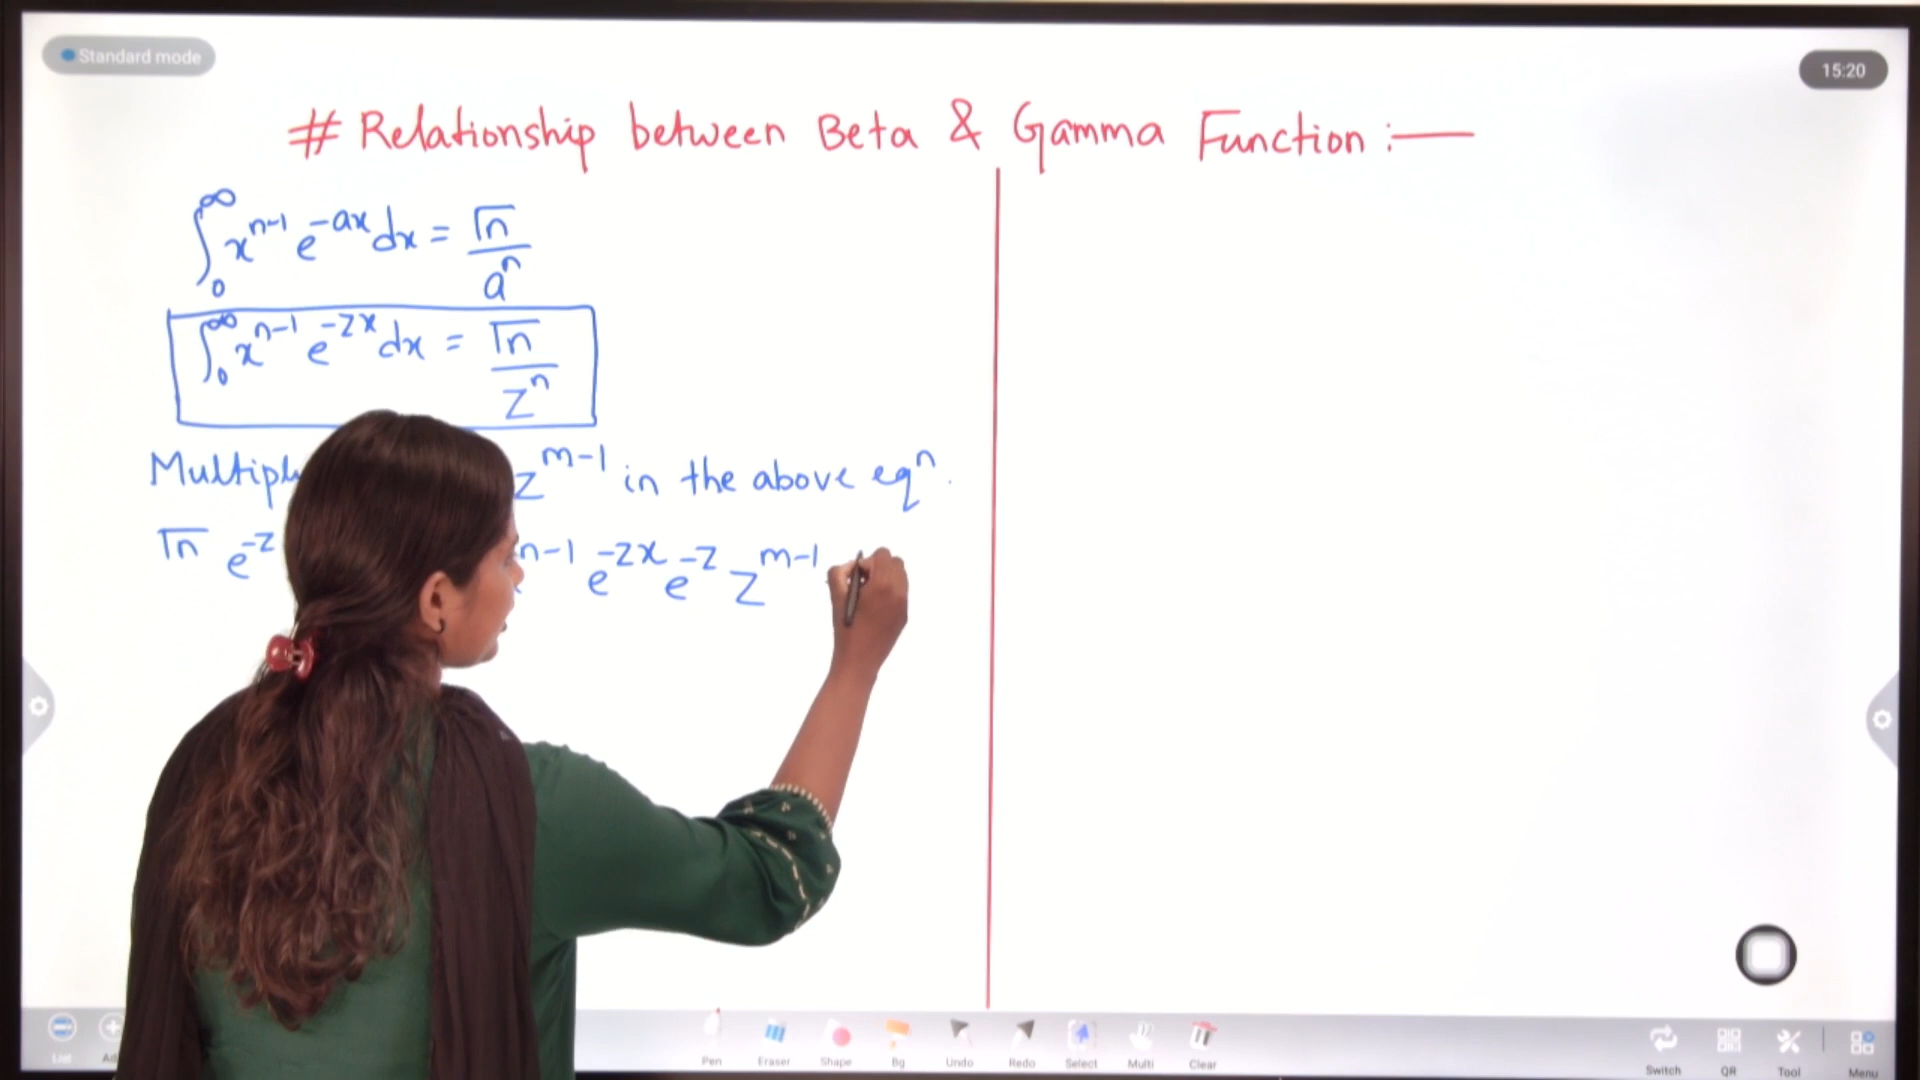 Standard mode
15:20
# Relationship between Beta & Gamma Function :—
∫₀^∞ x^{n-1} e^{-ax} dx = Γn / a^n
∫₀^∞ x^{n-1} e^{-zx} dx = Γn / z^n
z^{m-1} in the above eqⁿ.
Γn e^{-z} ^{n-1} e^{-zx} e^{-z} z^{m-1}
List Pen Eraser Shape Bg Undo Redo Select Multi Clear Switch QR Tool Menu